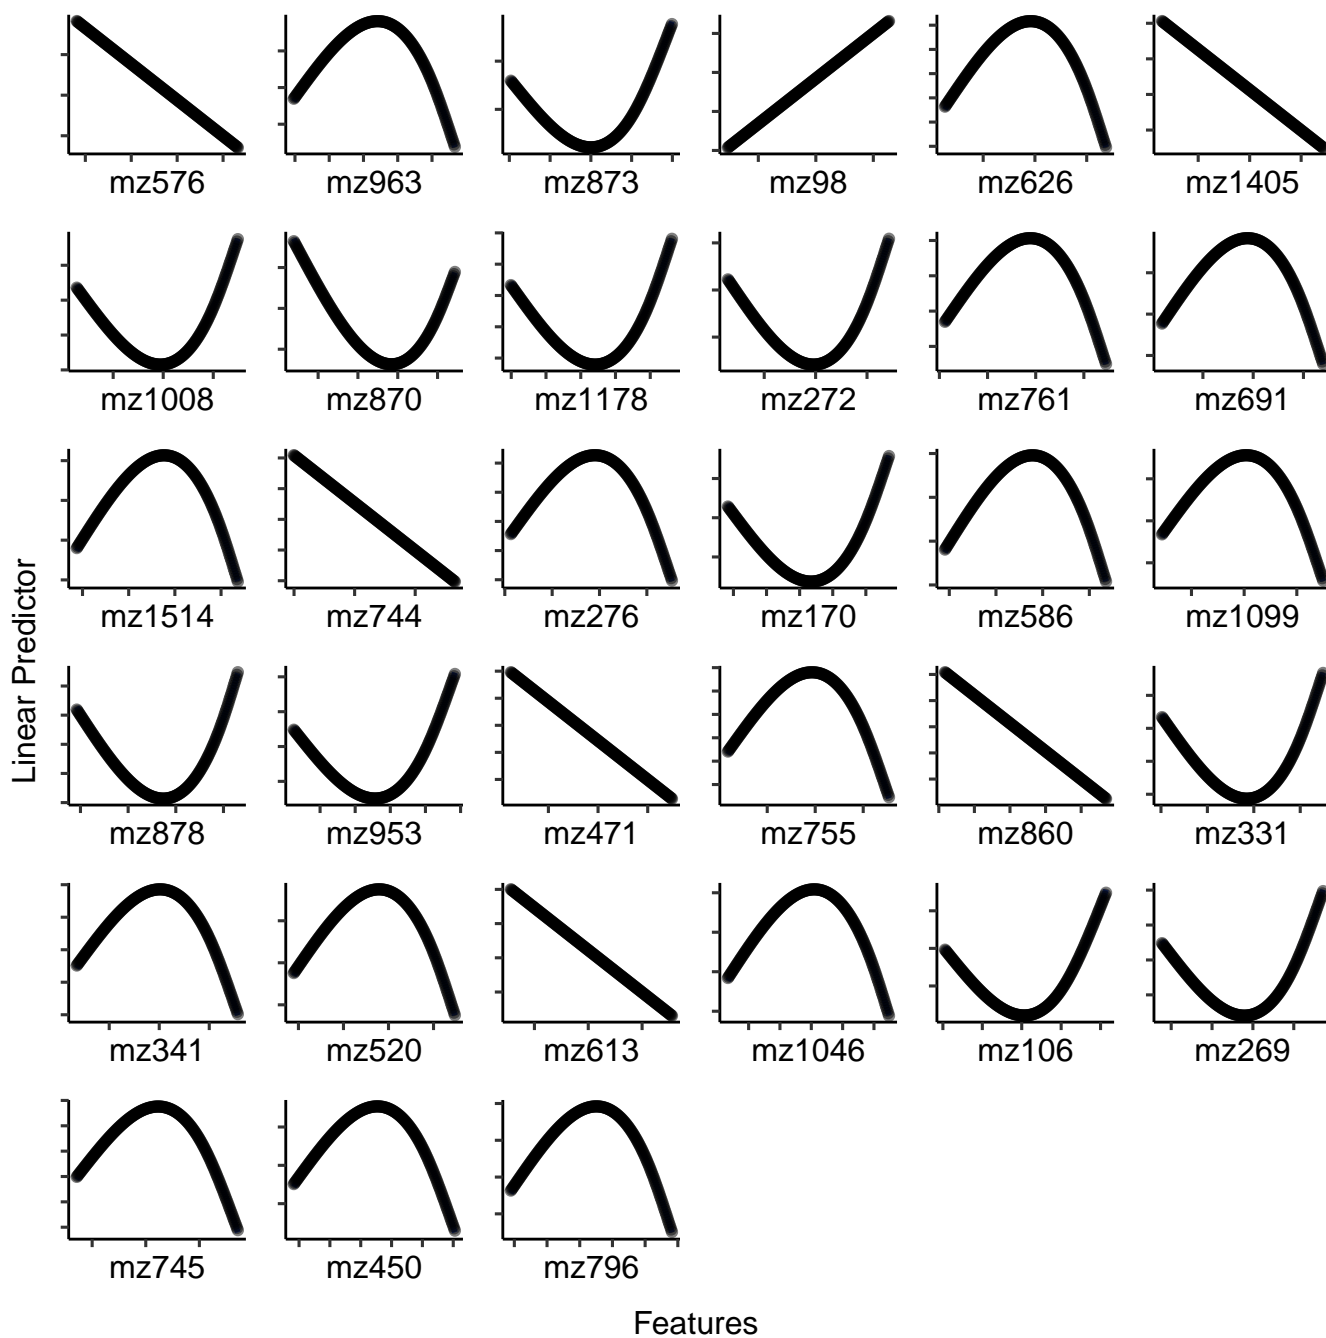 mz576 mz963 mz873 mz98 mz626 mz1405
mz1008 mz870 mz1178 mz272 mz761 mz691
mz1514 mz744 mz276 mz170 mz586 mz1099
Linear Predictor
mz878 mz953 mz471 mz755 mz860 mz331
mz341 mz520 mz613 mz1046 mz106 mz269
mz745 mz450 mz796
Features